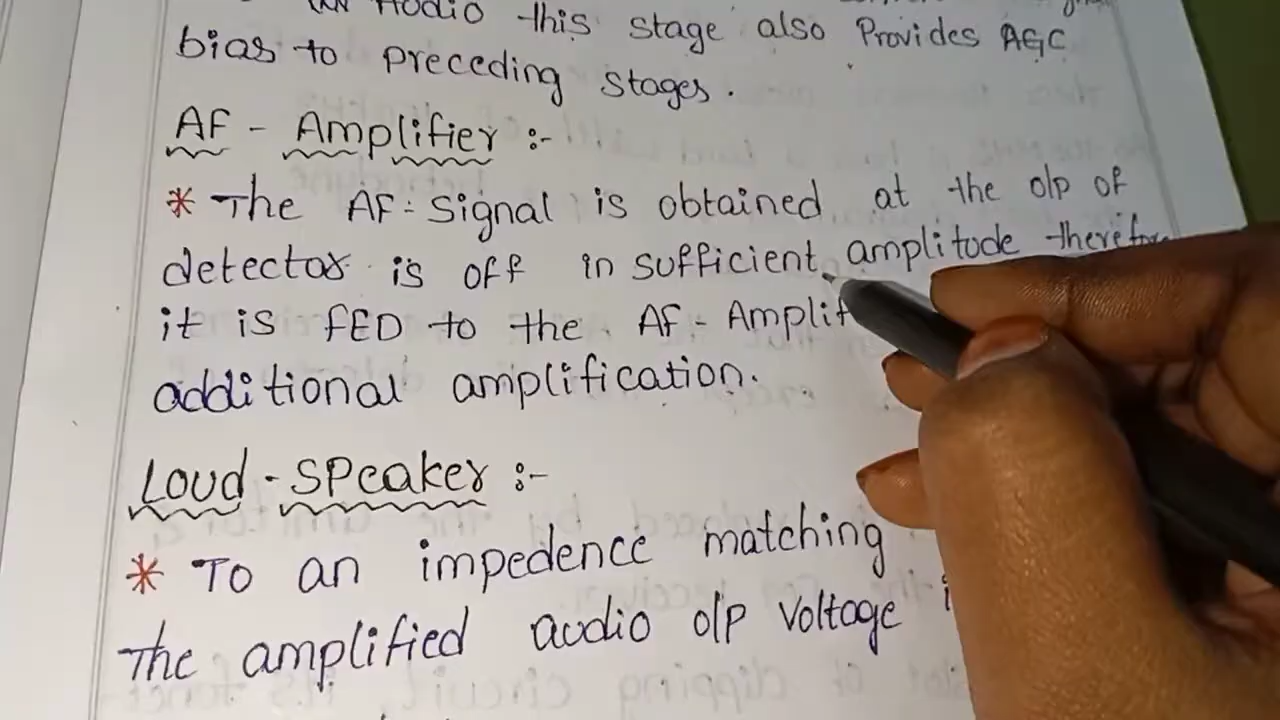 this stage also Provides AGC
bias to preceding stages.
AF - Amplifier :-
* The AF-Signal is obtained at the o/p of
detector is off in sufficient amplitude
it is fED to the AF-
additional amplification.
Loud-SPeaker :-
* To an impedence matching
The amplified audio o/p voltage